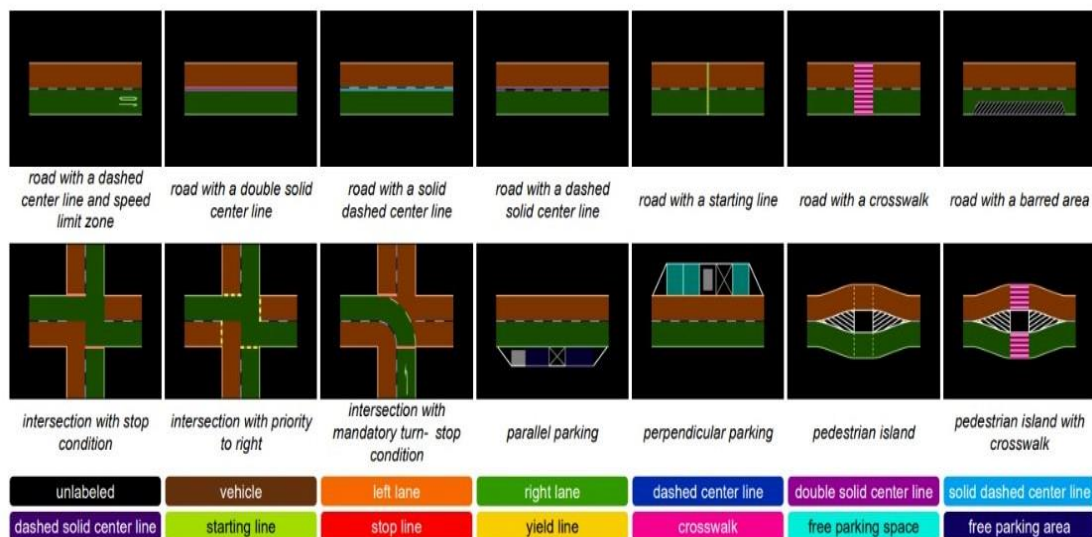 road with a dashed
center line and speed
limit zone
road with a double solid
center line
road with a solid
dashed center line
road with a dashed
solid center line
road with a starting line
road with a crosswalk
road with a barred area
intersection with stop
condition
intersection with priority
to right
intersection with
mandatory turn- stop
condition
parallel parking
perpendicular parking
pedestrian island
pedestrian island with
crosswalk
unlabeled
vehicle
left lane
right lane
dashed center line
double solid center line
solid dashed center line
dashed solid center line
starting line
stop line
yield line
crosswalk
free parking space
free parking area